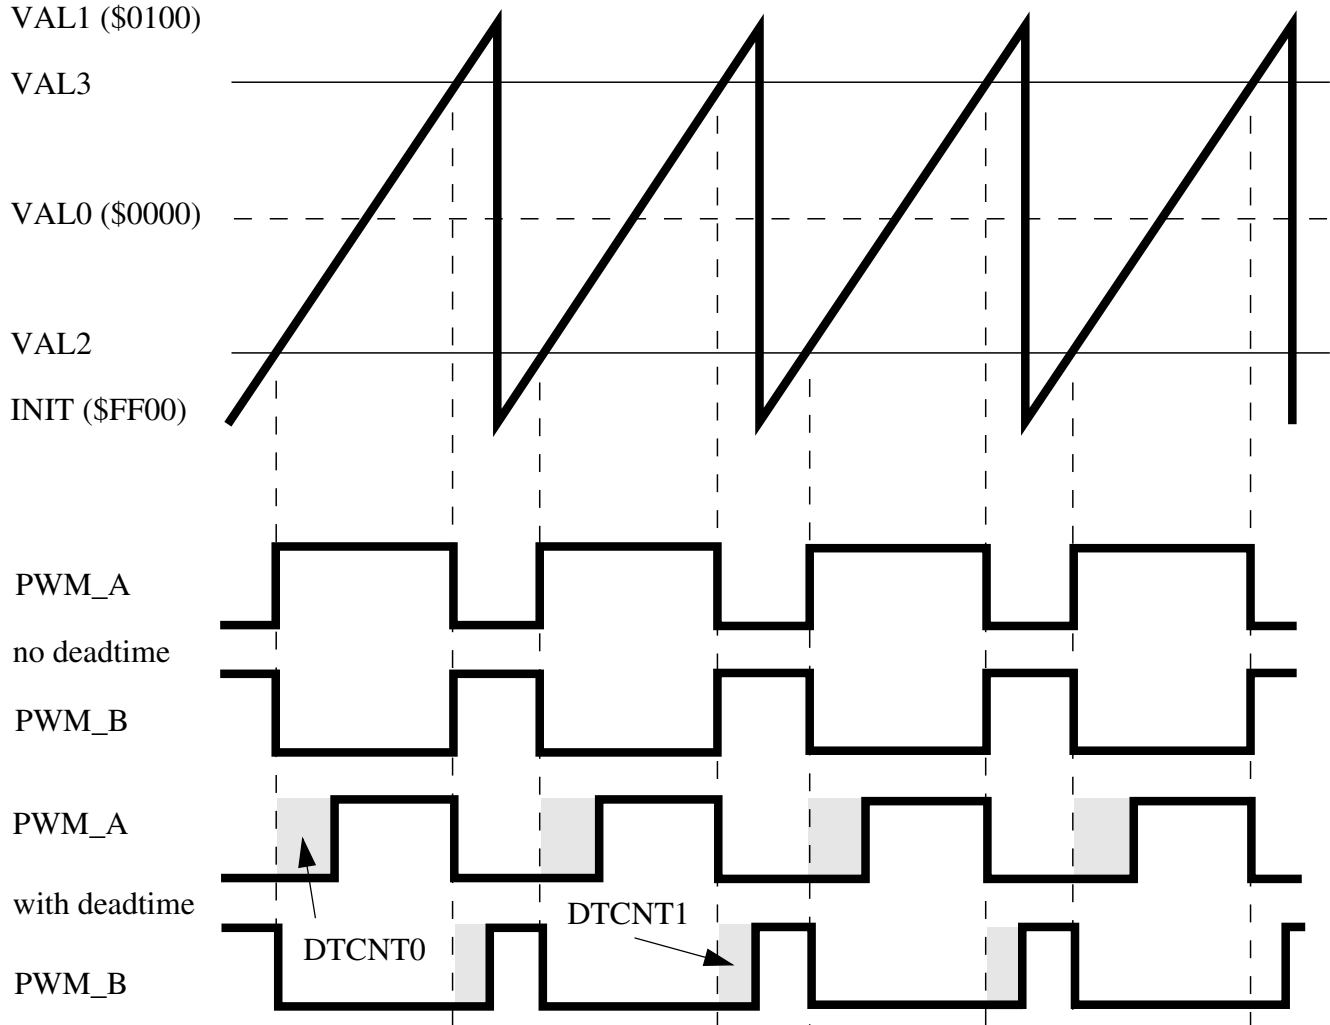 VAL1 ($0100)
VAL3
VAL0 ($0000)
VAL2
INIT ($FF00)
PWM_A
no deadtime
PWM_B
PWM_A
with deadtime
DTCNT1
DTCNT0
PWM_B